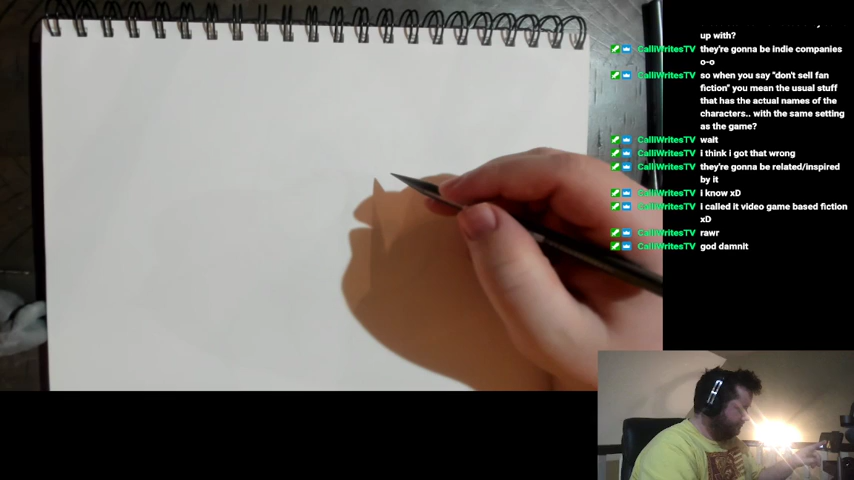 up with?
CalliWritesTV they're gonna be indie companies
o-o
CalliWritesTV so when you say "don't sell fan
fiction" you mean the usual stuff
that has the actual names of the
characters.. with the same setting
as the game?
CalliWritesTV wait
CalliWritesTV i think i got that wrong
CalliWritesTV they're gonna be related/inspired
by it
CalliWritesTV i know xD
CalliWritesTV i called it video game based fiction
xD
CalliWritesTV rawr
CalliWritesTV god damnit